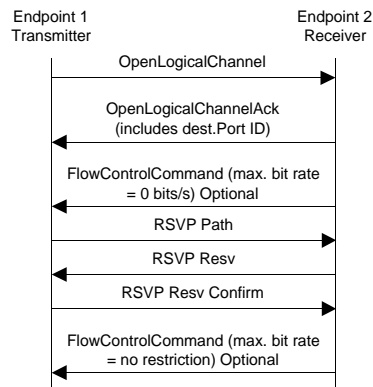 Endpoint 1
Transmitter
Endpoint 2
Receiver
OpenLogicalChannel
OpenLogicalChannelAck
(includes dest.Port ID)
FlowControlCommand (max. bit rate
= 0 bits/s) Optional
RSVP Path
RSVP Resv
RSVP Resv Confirm
FlowControlCommand (max. bit rate
= no restriction) Optional